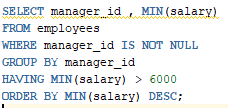 SELECT manager_id , MIN(salary)
FROM employees
WHERE manager_id IS NOT NULL
GROUP BY manager_id
HAVING MIN(salary) > 6000
ORDER BY MIN(salary) DESC;